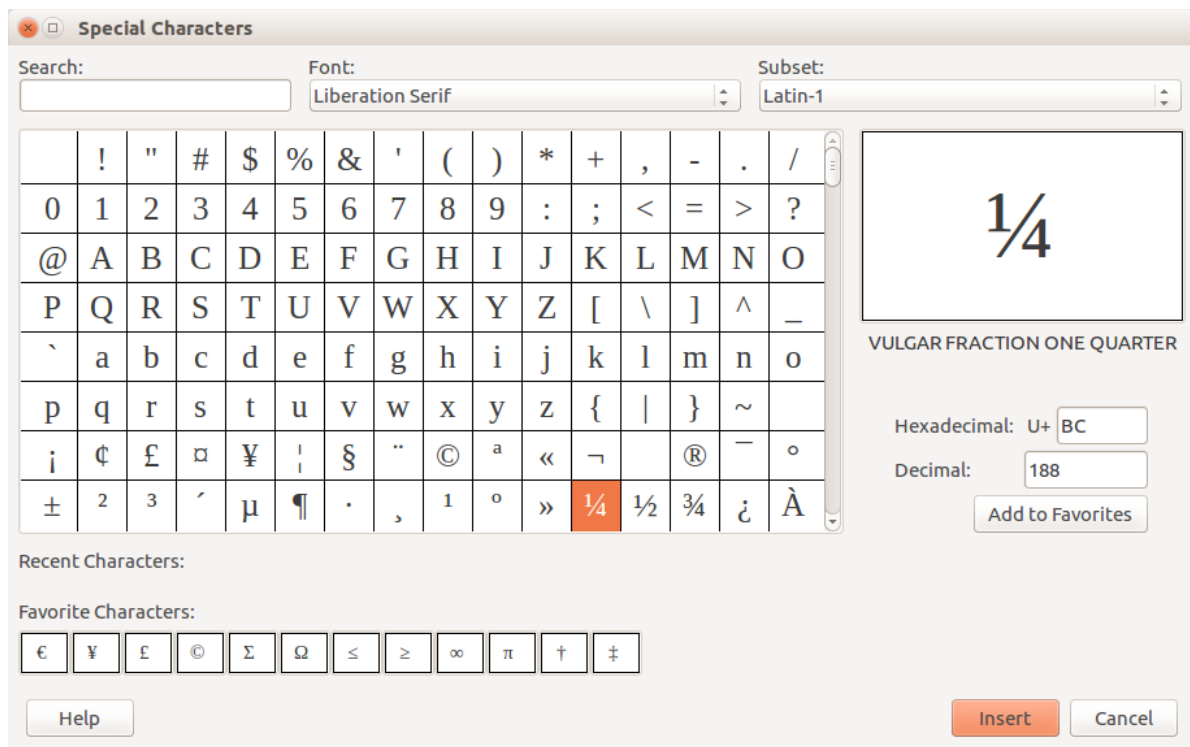 Special Characters
Search: Font: Subset:
Liberation Serif Latin-1
! " # $ % & ' ( ) * + , - . /
0 1 2 3 4 5 6 7 8 9 : ; < = > ?
@ A B C D E F G H I J K L M N O
P Q R S T U V W X Y Z [ \ ] ^ _
` a b c d e f g h i j k l m n o
p q r s t u v w x y z { | } ~
¡ ¢ £ ¤ ¥ ¦ § ¨ © ª « ¬ ® ¯ °
± ² ³ ´ µ ¶ · ¸ ¹ º » ¼ ½ ¾ ¿ À
¼
VULGAR FRACTION ONE QUARTER
Hexadecimal: U+ BC
Decimal: 188
Add to Favorites
Recent Characters:
Favorite Characters:
€ ¥ £ © Σ Ω ≤ ≥ ∞ π † ‡
Help Insert Cancel